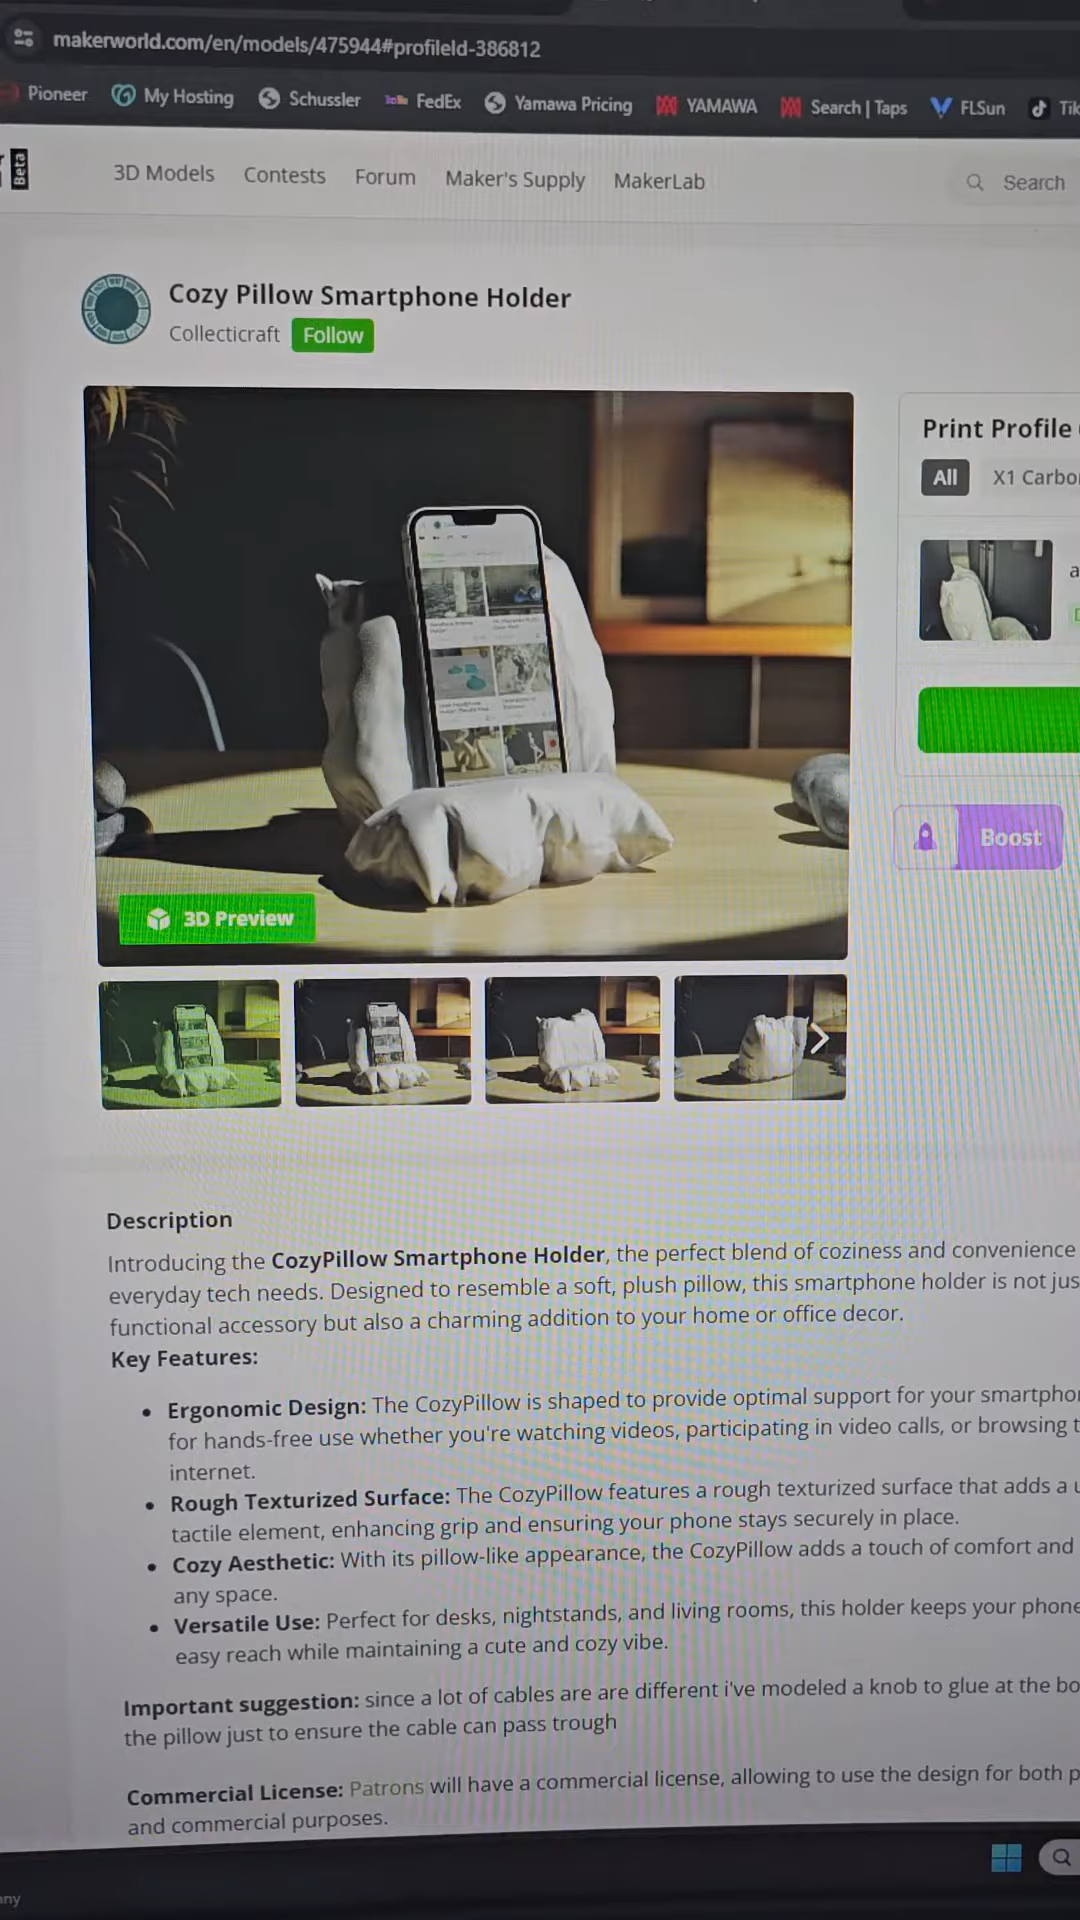 makerworld.com/en/models/475944#profileId-386812
Pioneer My Hosting Schussler FedEx Yamawa Pricing YAMAWA Search | Taps FLSun Tik
Beta
3D Models Contests Forum Maker's Supply MakerLab Search
Cozy Pillow Smartphone Holder
Collecticraft Follow
Print Profile
All X1 Carbo
a
Boost
3D Preview
Description
Introducing the CozyPillow Smartphone Holder, the perfect blend of coziness and convenience
everyday tech needs. Designed to resemble a soft, plush pillow, this smartphone holder is not jus
functional accessory but also a charming addition to your home or office decor.
Key Features:
• Ergonomic Design: The CozyPillow is shaped to provide optimal support for your smartpho
for hands-free use whether you're watching videos, participating in video calls, or browsing t
internet.
• Rough Texturized Surface: The CozyPillow features a rough texturized surface that adds a u
tactile element, enhancing grip and ensuring your phone stays securely in place.
• Cozy Aesthetic: With its pillow-like appearance, the CozyPillow adds a touch of comfort and
any space.
• Versatile Use: Perfect for desks, nightstands, and living rooms, this holder keeps your phone
easy reach while maintaining a cute and cozy vibe.
Important suggestion: since a lot of cables are are different i've modeled a knob to glue at the bo
the pillow just to ensure the cable can pass trough
Commercial License: Patrons will have a commercial license, allowing to use the design for both p
and commercial purposes.
nny